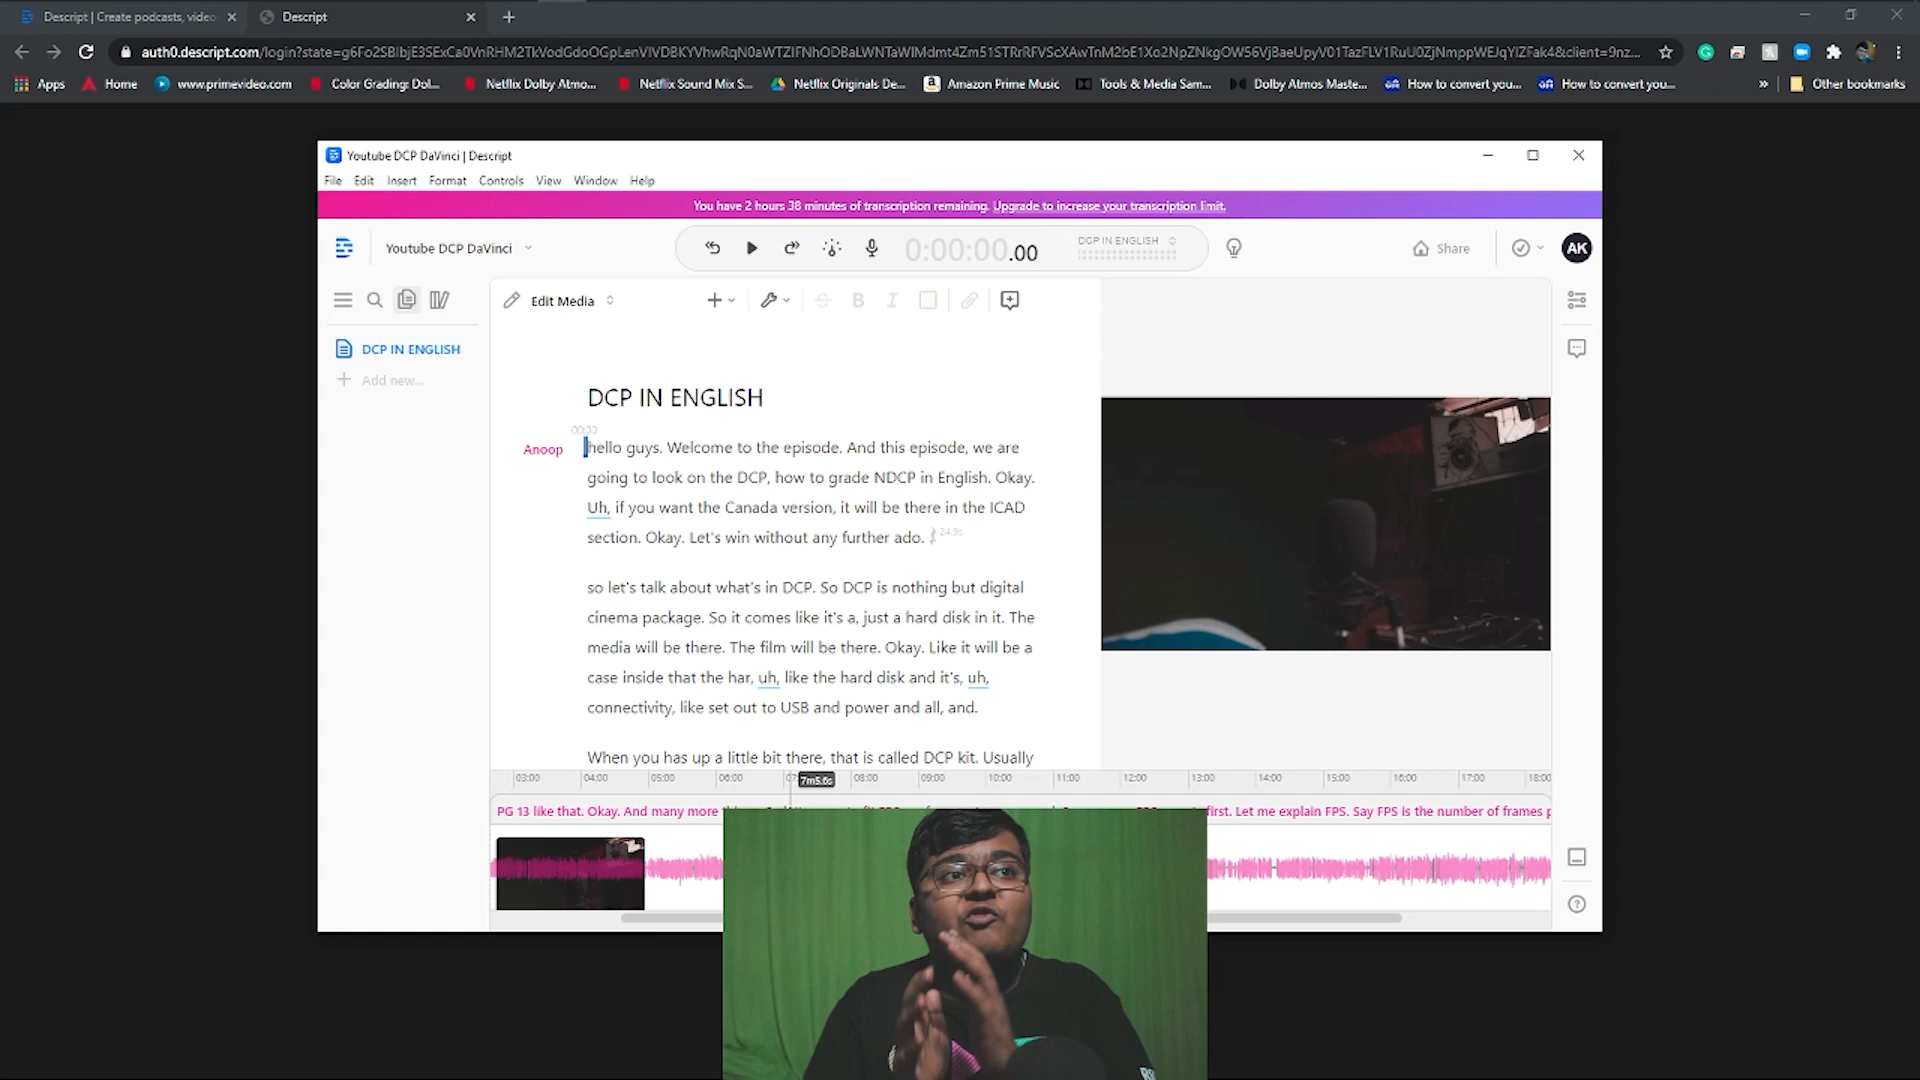 Descript | Create podcasts, video
Descript
auth0.descript.com/login?state=
Apps
Home
www.primevideo.com
Color Grading: Dol...
Netflix Dolby Atmo...
Netflix Sound Mix S...
Netflix Originals De...
Amazon Prime Music
Tools & Media Sam...
Dolby Atmos Maste...
How to convert you...
How to convert you...
»
Other bookmarks
Youtube DCP DaVinci | Descript
File Edit Insert Format Controls View Window Help
You have 2 hours 38 minutes of transcription remaining. Upgrade to increase your transcription limit.
Youtube DCP DaVinci
0:00:00.00
DCP IN ENGLISH
Share
AK
Edit Media
S B I
DCP IN ENGLISH
Add new...
DCP IN ENGLISH
00:00
Anoop
hello guys. Welcome to the episode. And this episode, we are
going to look on the DCP, how to grade NDCP in English. Okay.
Uh, if you want the Canada version, it will be there in the ICAD
section. Okay. Let's win without any further ado. 24.9s
so let's talk about what's in DCP. So DCP is nothing but digital
cinema package. So it comes like it's a, just a hard disk in it. The
media will be there. The film will be there. Okay. Like it will be a
case inside that the har, uh, like the hard disk and it's, uh,
connectivity, like set out to USB and power and all, and.
When you has up a little bit there, that is called DCP kit. Usually
03:00 04:00 05:00 06:00 07: 7m5.6s 08:00 09:00 10:00 11:00 12:00 13:00 14:00 15:00 16:00 17:00 18:00
PG 13 like that. Okay. And many more
first. Let me explain FPS. Say FPS is the number of frames p